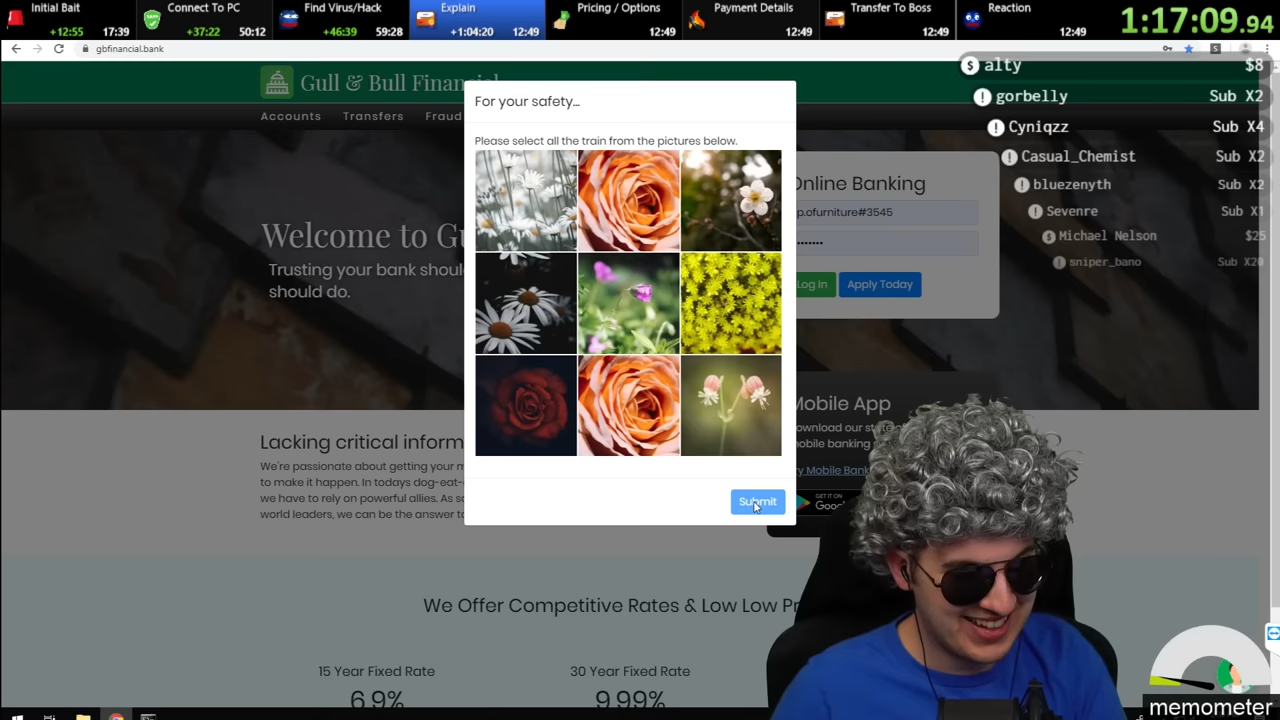 Initial Bait
+12:55 17:39
Connect To PC
+37:22 50:12
Find Virus/Hack
+46:39 59:28
Explain
+1:04:20 12:49
Pricing / Options
12:49
Payment Details
12:49
Transfer To Boss
12:49
Reaction
12:49
1:17:09.94
gbfinancial.bank
Gull & Bull Financial
Accounts Transfers Fraud
For your safety...
Please select all the train from the pictures below.
Submit
alty $8
gorbelly Sub X2
Cyniqzz Sub X4
Casual_Chemist Sub X2
bluezenyth Sub X2
Sevenre Sub X1
Michael Nelson $25
sniper_bano Sub X20
Online Banking
p.ofurniture#3545
•••••••
Log In Apply Today
Welcome to Gu
Trusting your bank shoul
should do.
Mobile App
ownload our st
mobile banking
y Mobile Bank
GET IT ON
Goo
Lacking critical inform
We're passionate about getting your m
to make it happen. In todays dog-eat-
we have to rely on powerful allies. As so
world leaders, we can be the answer to
We Offer Competitive Rates & Low Low Pr
15 Year Fixed Rate
6.9%
30 Year Fixed Rate
9.99%
memometer